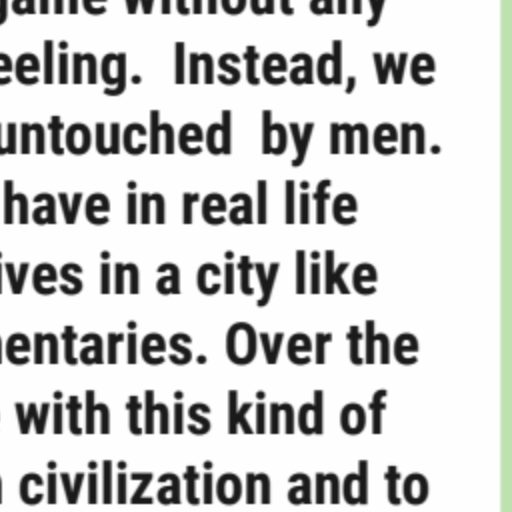 game without any
eeling. Instead, we
untouched by men.
have in real life
ives in a city like
entaries. Over the
with this kind of
civilization and to